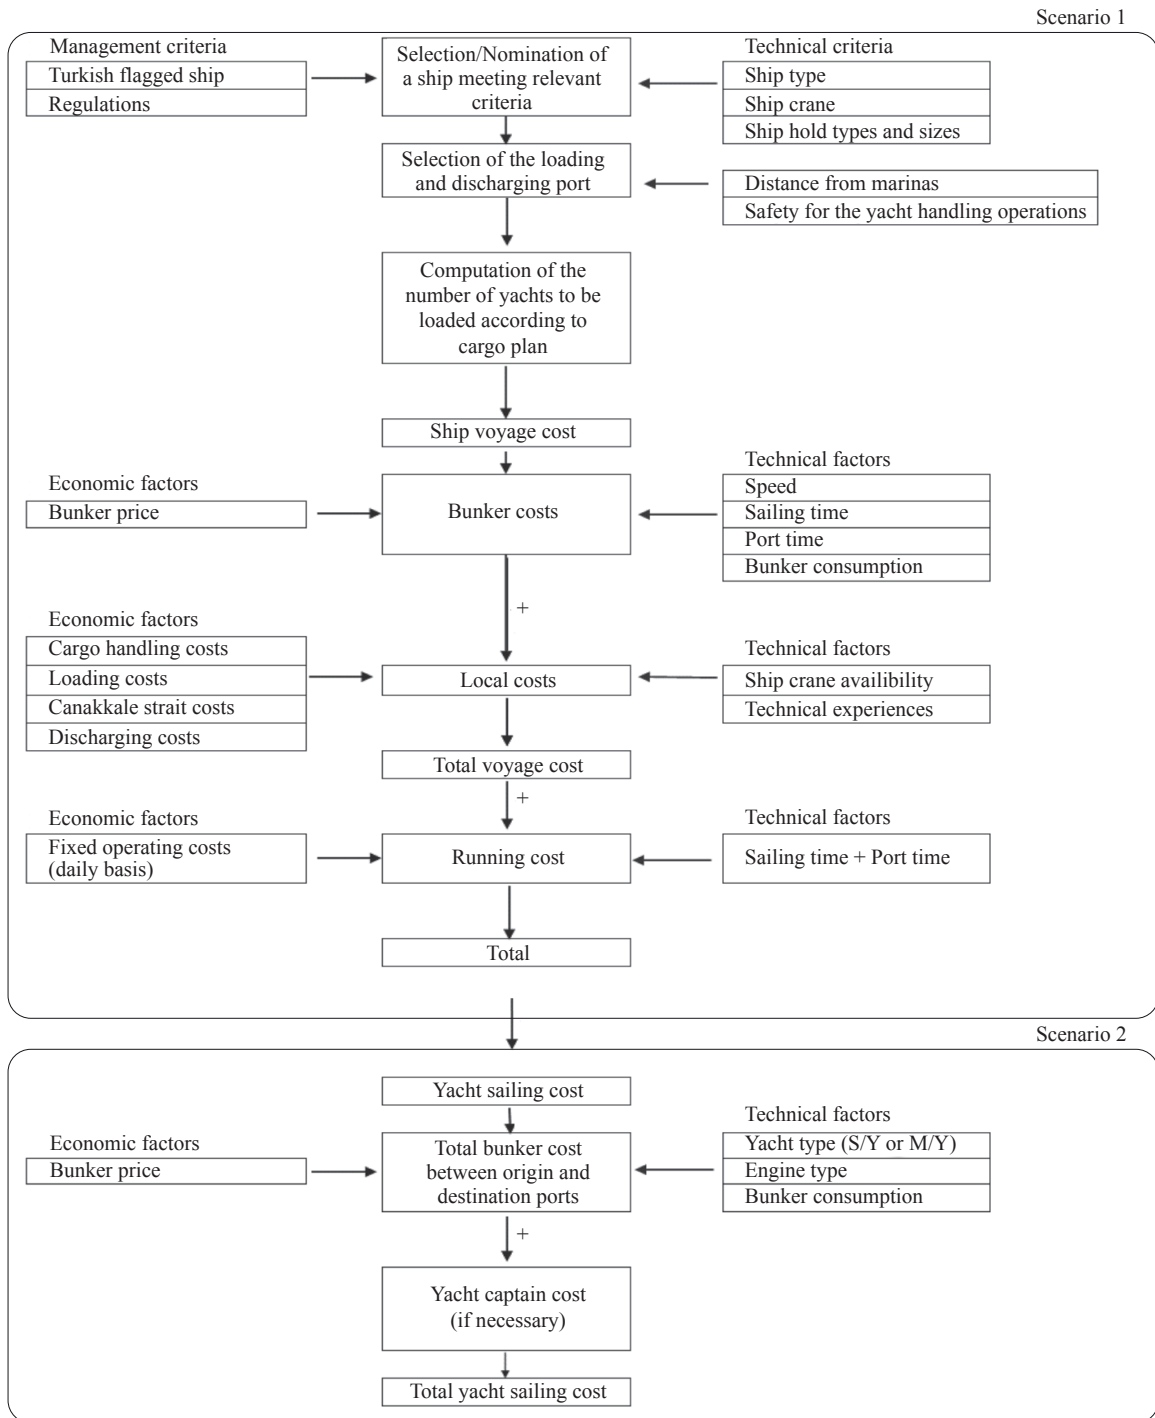 Scenario 1
Management criteria
Turkish flagged ship
Regulations
Selection/Nomination of
a ship meeting relevant
criteria
Technical criteria
Ship type
Ship crane
Ship hold types and sizes
Selection of the loading
and discharging port
Distance from marinas
Safety for the yacht handling operations
Computation of the
number of yachts to be
loaded according to
cargo plan
Ship voyage cost
Economic factors
Bunker price
Bunker costs
Technical factors
Speed
Sailing time
Port time
Bunker consumption
+
Economic factors
Cargo handling costs
Loading costs
Canakkale strait costs
Discharging costs
Local costs
Technical factors
Ship crane availibility
Technical experiences
Total voyage cost
+
Economic factors
Fixed operating costs
(daily basis)
Running cost
Technical factors
Sailing time + Port time
Total
Scenario 2
Yacht sailing cost
Economic factors
Bunker price
Total bunker cost
between origin and
destination ports
Technical factors
Yacht type (S/Y or M/Y)
Engine type
Bunker consumption
+
Yacht captain cost
(if necessary)
Total yacht sailing cost